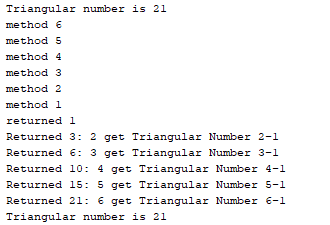 Triangular number is 21
method 6
method 5
method 4
method 3
method 2
method 1
returned 1
Returned 3: 2 get Triangular Number 2-1
Returned 6: 3 get Triangular Number 3-1
Returned 10: 4 get Triangular Number 4-1
Returned 15: 5 get Triangular Number 5-1
Returned 21: 6 get Triangular Number 6-1
Triangular number is 21